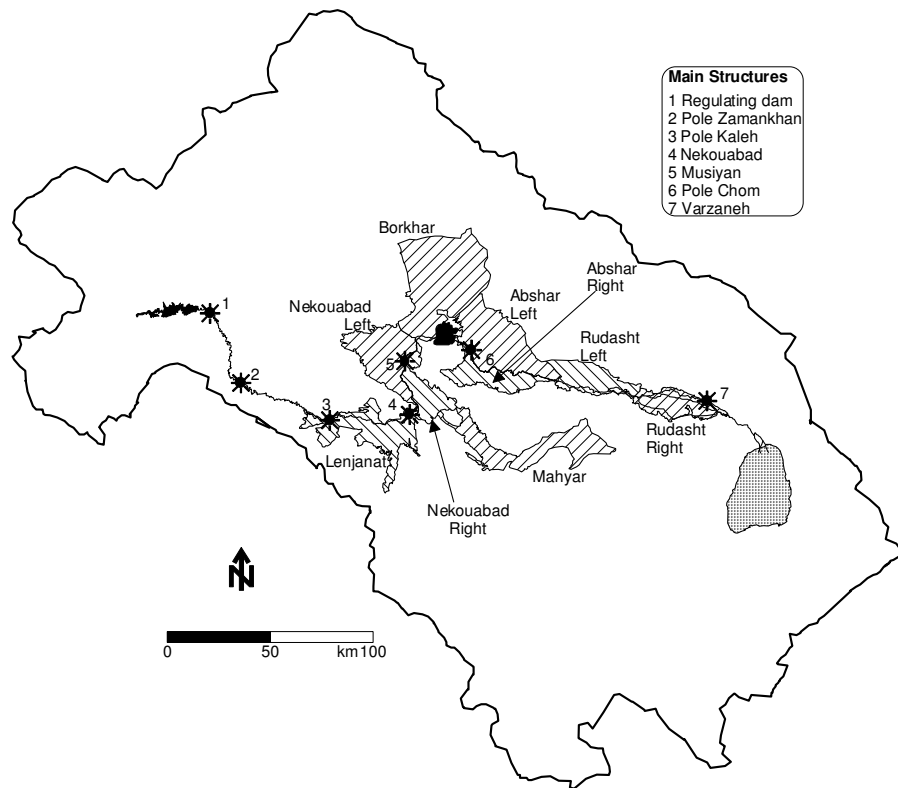 Main Structures
1 Regulating dam
2 Pole Zamankhan
3 Pole Kaleh
4 Nekouabad
5 Musiyan
6 Pole Chom
7 Varzaneh
Borkhar
Abshar
Right
Nekouabad
Left
Abshar
Left
Rudasht
Left
1
2
3
4
5
6
7
Rudasht
Right
Lenjanat
Mahyar
Nekouabad
Right
N
0 50 km100